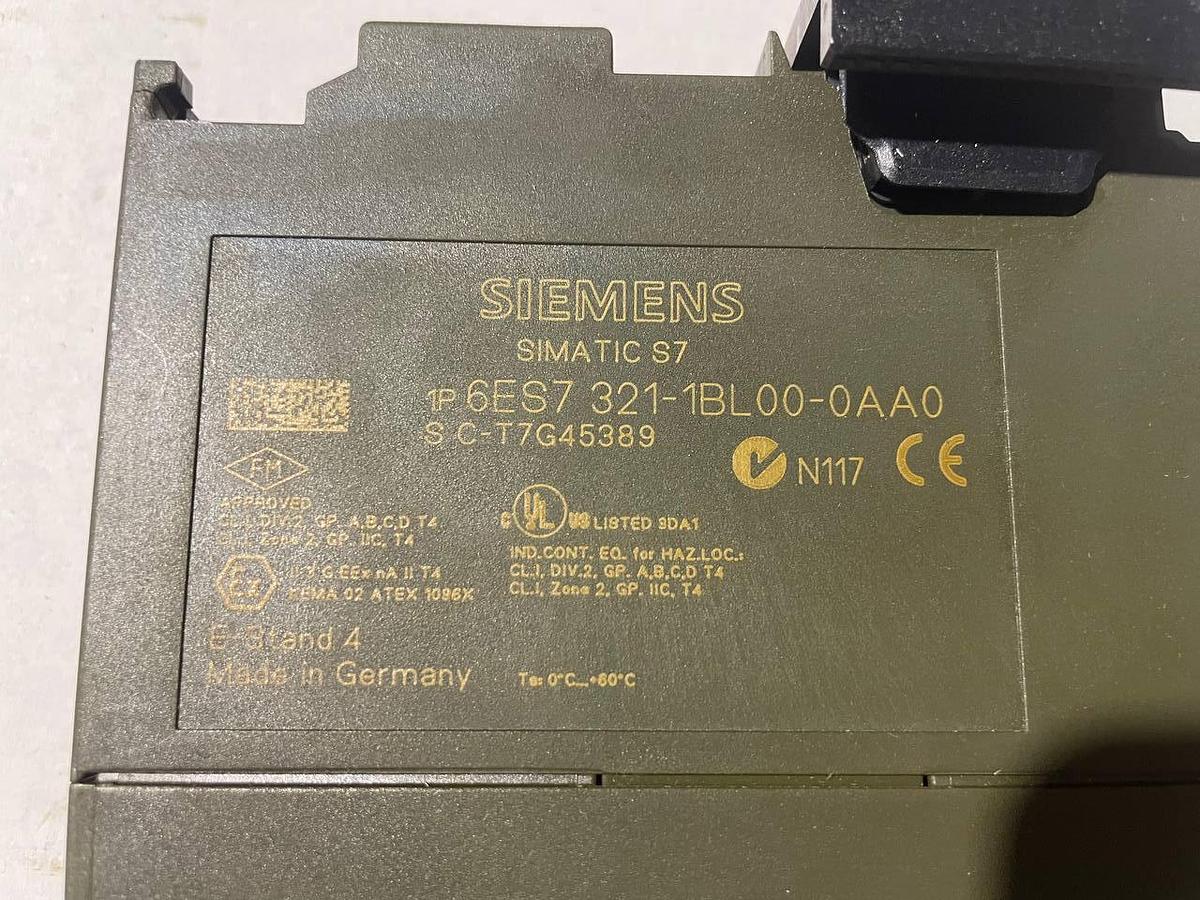 SIEMENS
SIMATIC S7
1P 6ES7 321-1BL00-0AA0
S C-T7G45389
N117 CE
FM
APPROVED
CL.I, DIV.2, GP. A,B,C,D T4
CL.I, Zone 2, GP. IIC, T4
C UL US LISTED 9DA1
IND.CONT. EQ. for HAZ.LOC.:
CL.I, DIV.2, GP. A,B,C,D T4
CL.I, Zone 2, GP. IIC, T4
Ex
G EEx nA II T4
KEMA 02 ATEX 1096X
E-Stand 4
Made in Germany
Ta: 0°C...+60°C